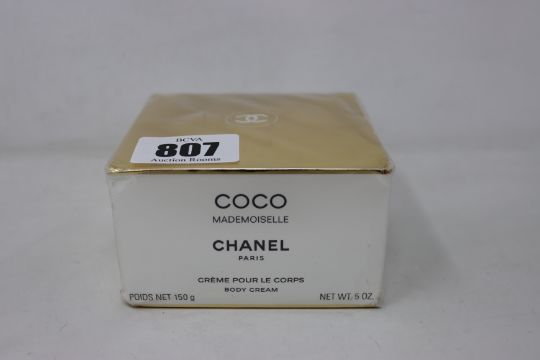 BCVA
807
Auction Rooms
COCO
MADEMOISELLE
CHANEL
PARIS
CRÈME POUR LE CORPS
BODY CREAM
POIDS NET 150 g NET WT. 5 OZ.